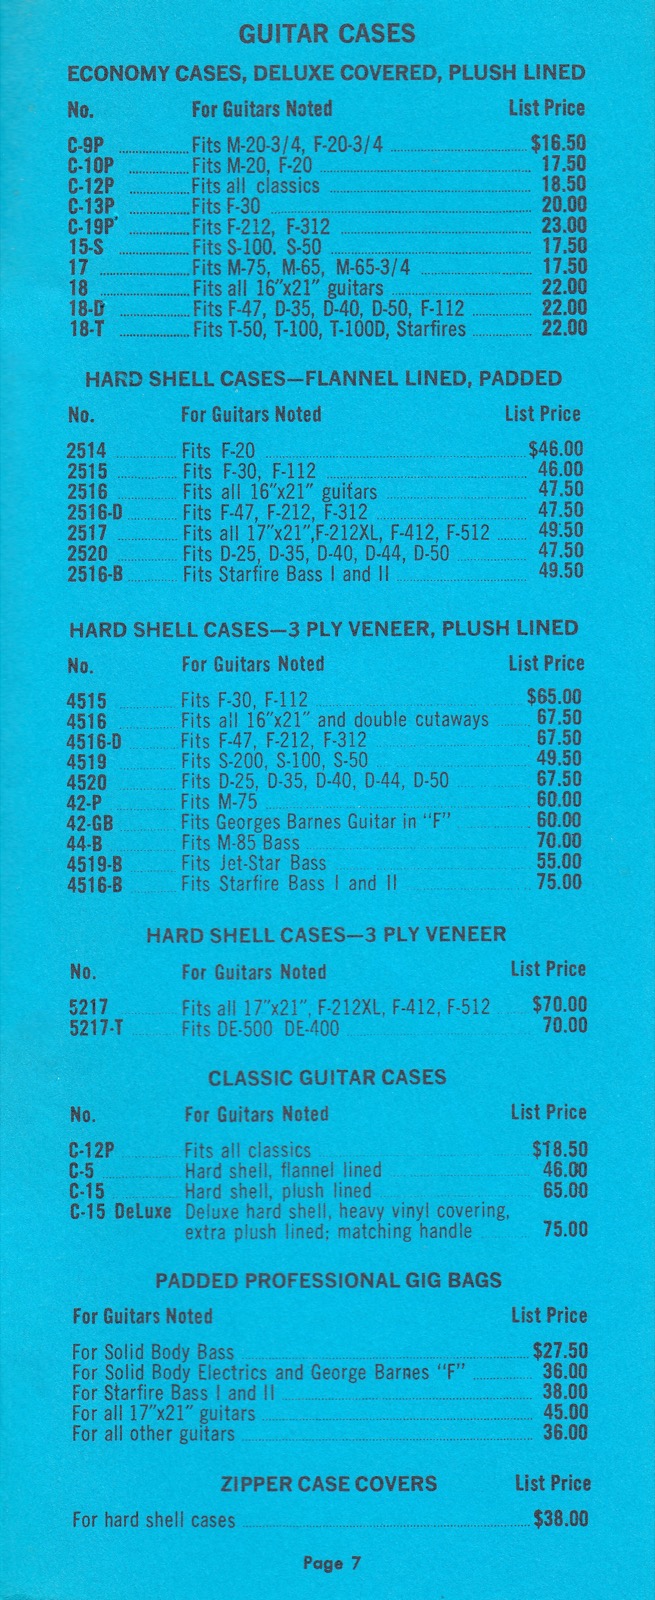 GUITAR CASES
ECONOMY CASES, DELUXE COVERED, PLUSH LINED
No. For Guitars Noted List Price
C-9P Fits M-20-3/4, F-20-3/4 $16.50
C-10P Fits M-20, F-20 17.50
C-12P Fits all classics 18.50
C-13P Fits F-30 20.00
C-19P Fits F-212, F-312 23.00
15-S Fits S-100. S-50 17.50
17 Fits M-75, M-65, M-65-3/4 17.50
18 Fits all 16"x21" guitars 22.00
18-D Fits F-47, D-35, D-40, D-50, F-112 22.00
18-T Fits T-50, T-100, T-100D, Starfires 22.00
HARD SHELL CASES—FLANNEL LINED, PADDED
No. For Guitars Noted List Price
2514 Fits F-20 $46.00
2515 Fits F-30, F-112 46.00
2516 Fits all 16"x21" guitars 47.50
2516-D Fits F-47, F-212, F-312 47.50
2517 Fits all 17"x21",F-212XL, F-412, F-512 49.50
2520 Fits D-25, D-35, D-40, D-44, D-50 47.50
2516-B Fits Starfire Bass I and II 49.50
HARD SHELL CASES—3 PLY VENEER, PLUSH LINED
No. For Guitars Noted List Price
4515 Fits F-30, F-112 $65.00
4516 Fits all 16"x21" and double cutaways 67.50
4516-D Fits F-47, F-212, F-312 67.50
4519 Fits S-200, S-100, S-50 49.50
4520 Fits D-25, D-35, D-40, D-44, D-50 67.50
42-P Fits M-75 60.00
42-GB Fits Georges Barnes Guitar in "F" 60.00
44-B Fits M-85 Bass 70.00
4519-B Fits Jet-Star Bass 55.00
4516-B Fits Starfire Bass I and II 75.00
HARD SHELL CASES—3 PLY VENEER
No. For Guitars Noted List Price
5217 Fits all 17"x21", F-212XL, F-412, F-512 $70.00
5217-T Fits DE-500 DE-400 70.00
CLASSIC GUITAR CASES
No. For Guitars Noted List Price
C-12P Fits all classics $18.50
C-5 Hard shell, flannel lined 46.00
C-15 Hard shell, plush lined 65.00
C-15 DeLuxe Deluxe hard shell, heavy vinyl covering,
extra plush lined; matching handle 75.00
PADDED PROFESSIONAL GIG BAGS
For Guitars Noted List Price
For Solid Body Bass $27.50
For Solid Body Electrics and George Barnes "F" 36.00
For Starfire Bass I and II 38.00
For all 17"x21" guitars 45.00
For all other guitars 36.00
ZIPPER CASE COVERS List Price
For hard shell cases $38.00
Page 7